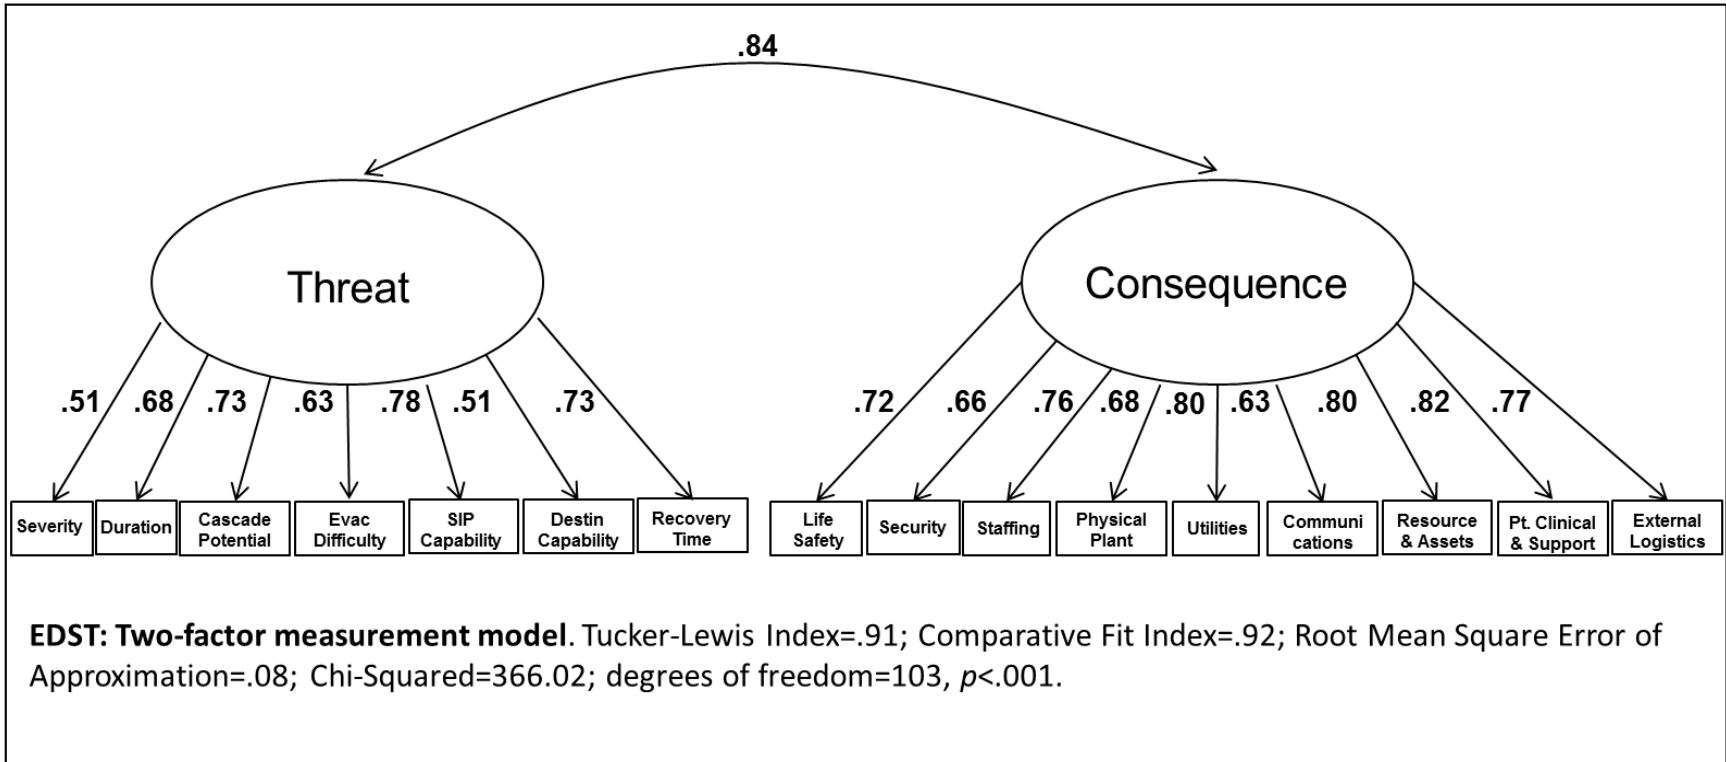 .84
Threat
Consequence
.51 .68 .73 .63 .78 .51 .73
.72 .66 .76 .68 .80 .63 .80 .82 .77
Severity
Duration
Cascade
Potential
Evac
Difficulty
SIP
Capability
Destin
Capability
Recovery
Time
Life
Safety
Security
Staffing
Physical
Plant
Utilities
Communi
cations
Resource
& Assets
Pt. Clinical
& Support
External
Logistics
EDST: Two-factor measurement model. Tucker-Lewis Index=.91; Comparative Fit Index=.92; Root Mean Square Error of
Approximation=.08; Chi-Squared=366.02; degrees of freedom=103, p<.001.